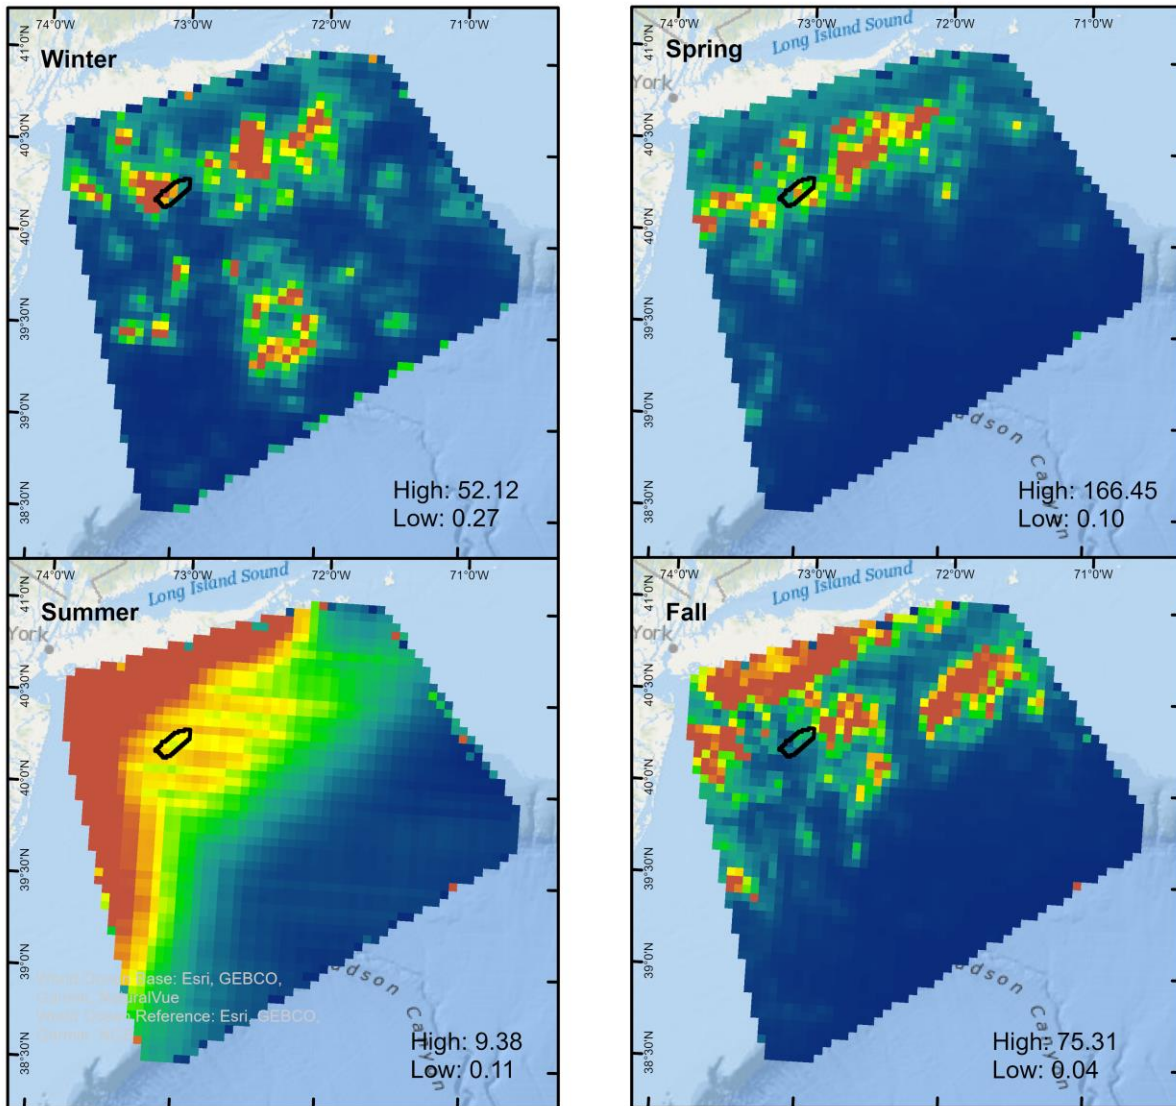 74°0'W 73°0'W 72°0'W 71°0'W
Winter
41°0'N
40°30'N
40°0'N
39°30'N
39°0'N
38°30'N
High: 52.12
Low: 0.27
74°0'W 73°0'W 72°0'W 71°0'W
Long Island Sound
Spring
York
41°0'N
40°30'N
40°0'N
39°30'N
39°0'N
38°30'N
udson Canyon
High: 166.45
Low: 0.10
74°0'W 73°0'W 72°0'W 71°0'W
Long Island Sound
Summer
York
41°0'N
40°30'N
40°0'N
39°30'N
39°0'N
38°30'N
udson Canyon
Base: Esri, GEBCO,
Reference: Esri, GEBCO,
High: 9.38
Low: 0.11
74°0'W 73°0'W 72°0'W 71°0'W
Long Island Sound
Fall
York
41°0'N
40°30'N
40°0'N
39°30'N
39°0'N
38°30'N
udson Canyon
High: 75.31
Low: 0.04